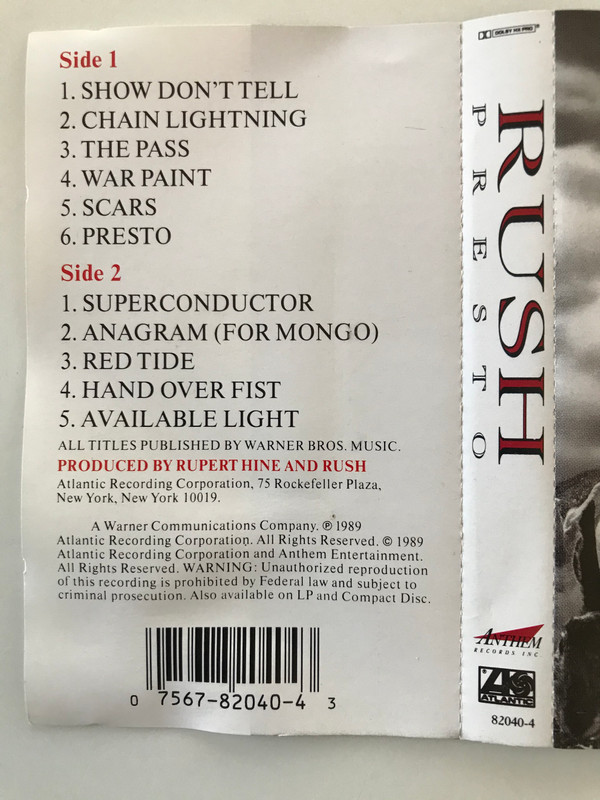 Side 1
1. SHOW DON'T TELL
2. CHAIN LIGHTNING
3. THE PASS
4. WAR PAINT
5. SCARS
6. PRESTO
Side 2
1. SUPERCONDUCTOR
2. ANAGRAM (FOR MONGO)
3. RED TIDE
4. HAND OVER FIST
5. AVAILABLE LIGHT
ALL TITLES PUBLISHED BY WARNER BROS. MUSIC.
PRODUCED BY RUPERT HINE AND RUSH
Atlantic Recording Corporation, 75 Rockefeller Plaza,
New York, New York 10019.
A Warner Communications Company. ℗ 1989
Atlantic Recording Corporation. All Rights Reserved. © 1989
Atlantic Recording Corporation and Anthem Entertainment.
All Rights Reserved. WARNING: Unauthorized reproduction
of this recording is prohibited by Federal law and subject to
criminal prosecution. Also available on LP and Compact Disc.
0 7567-82040-4 3
DOLBY HX PRO
RUSH
PRESTO
ANTHEM
RECORDS INC.
ATLANTIC
82040-4